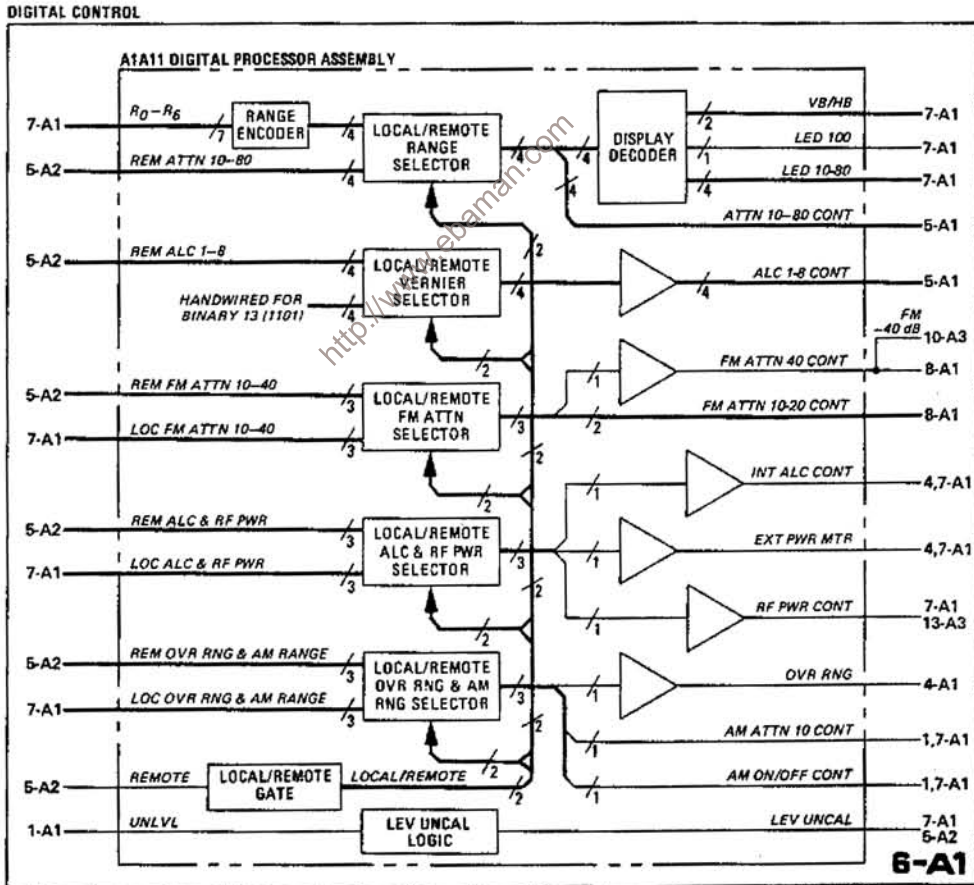 DIGITAL CONTROL
A1A11 DIGITAL PROCESSOR ASSEMBLY
7-A1
R0–R6
7
RANGE
ENCODER
4
5-A2
REM ATTN 10–80
4
LOCAL/REMOTE
RANGE
SELECTOR
4
4
4
DISPLAY
DECODER
2
VB/HB
7-A1
1
LED 100
7-A1
4
LED 10-80
7-A1
ATTN 10–80 CONT
5-A1
2
5-A2
REM ALC 1–8
4
HANDWIRED FOR
BINARY 13 (1101)
4
LOCAL/REMOTE
VERNIER
SELECTOR
4
4
ALC 1-8 CONT
5-A1
2
FM
–40 dB
10-A3
1
FM ATTN 40 CONT
8-A1
5-A2
REM FM ATTN 10–40
3
7-A1
LOC FM ATTN 10–40
3
LOCAL/REMOTE
FM ATTN
SELECTOR
3
2
FM ATTN 10-20 CONT
8-A1
2
2
1
INT ALC CONT
4,7-A1
5-A2
REM ALC & RF PWR
3
7-A1
LOC ALC & RF PWR
3
LOCAL/REMOTE
ALC & RF PWR
SELECTOR
3
1
EXT PWR MTR
4,7-A1
2
2
1
RF PWR CONT
7-A1
13-A3
5-A2
REM OVR RNG & AM RANGE
3
7-A1
LOC OVR RNG & AM RANGE
3
LOCAL/REMOTE
OVR RNG & AM
RNG SELECTOR
3
1
OVR RNG
4-A1
2
2
1
AM ATTN 10 CONT
1,7-A1
5-A2
REMOTE
LOCAL/REMOTE
GATE
LOCAL/REMOTE
2
1
AM ON/OFF CONT
1,7-A1
1-A1
UNLVL
LEV UNCAL
LOGIC
LEV UNCAL
7-A1
5-A2
6-A1
http://www.ebaman.com